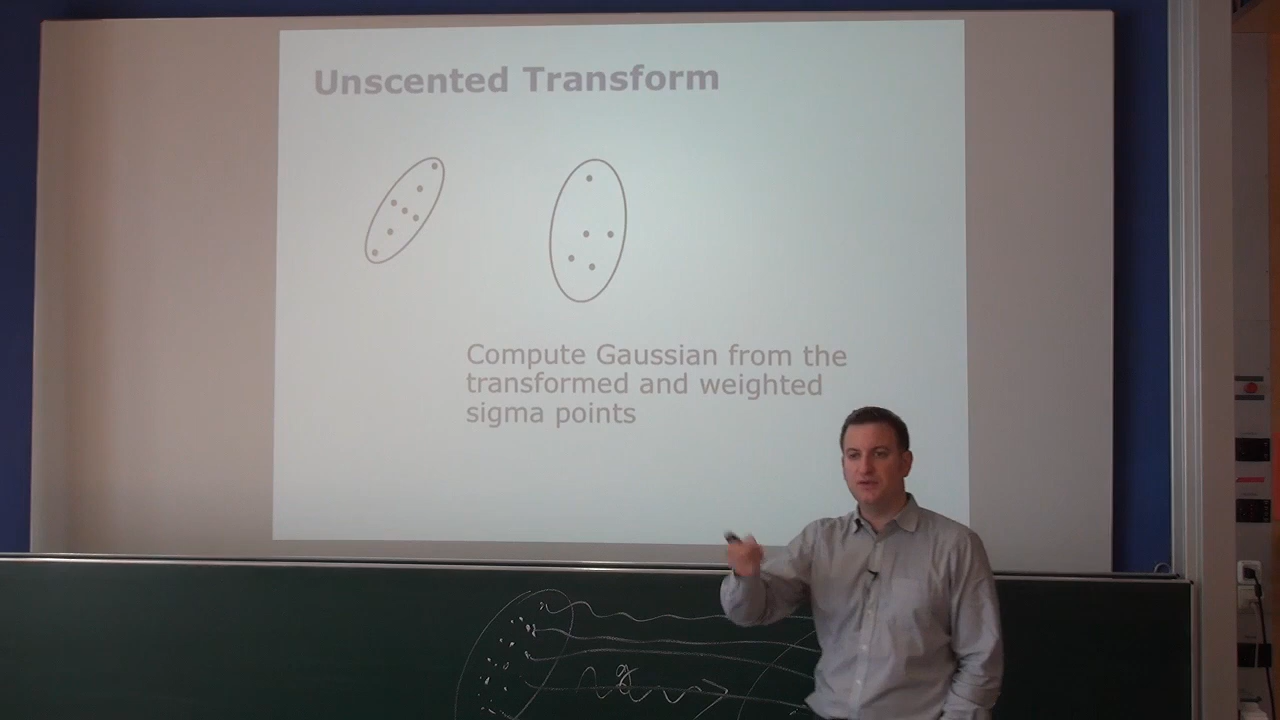 Unscented Transform
Compute Gaussian from the
transformed and weighted
sigma points
g